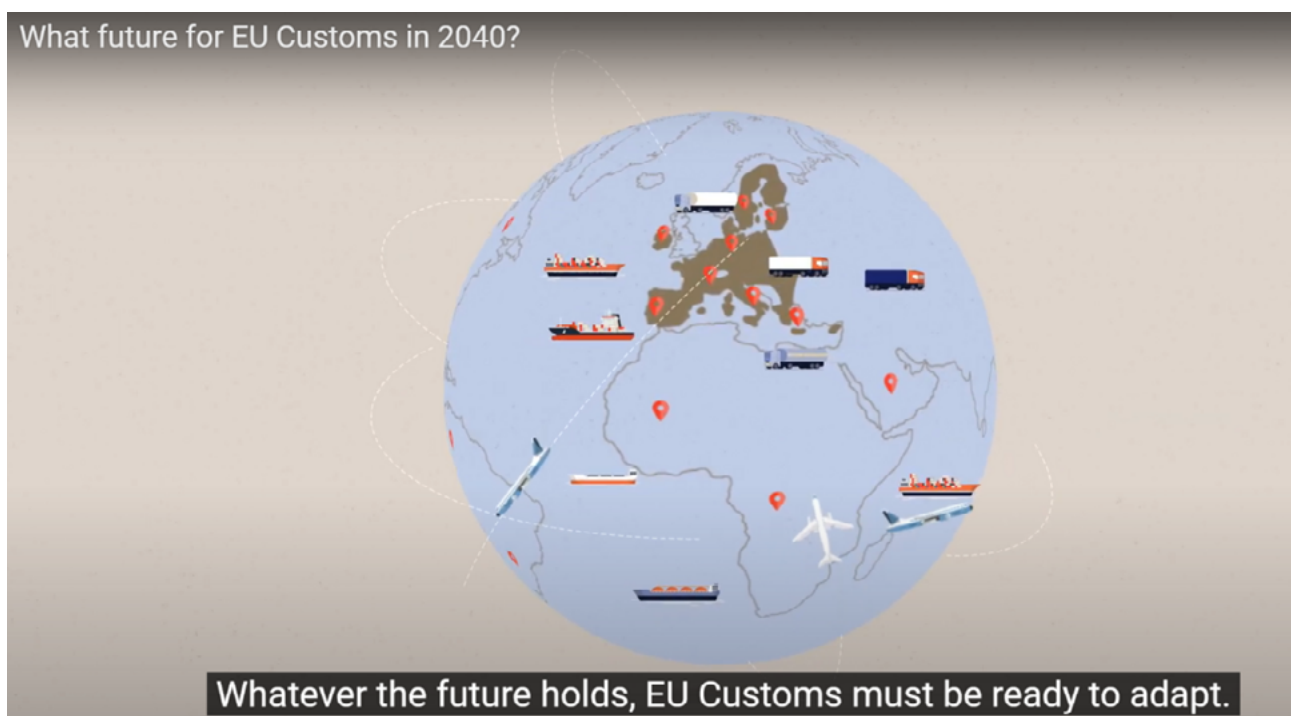 What future for EU Customs in 2040?
Whatever the future holds, EU Customs must be ready to adapt.